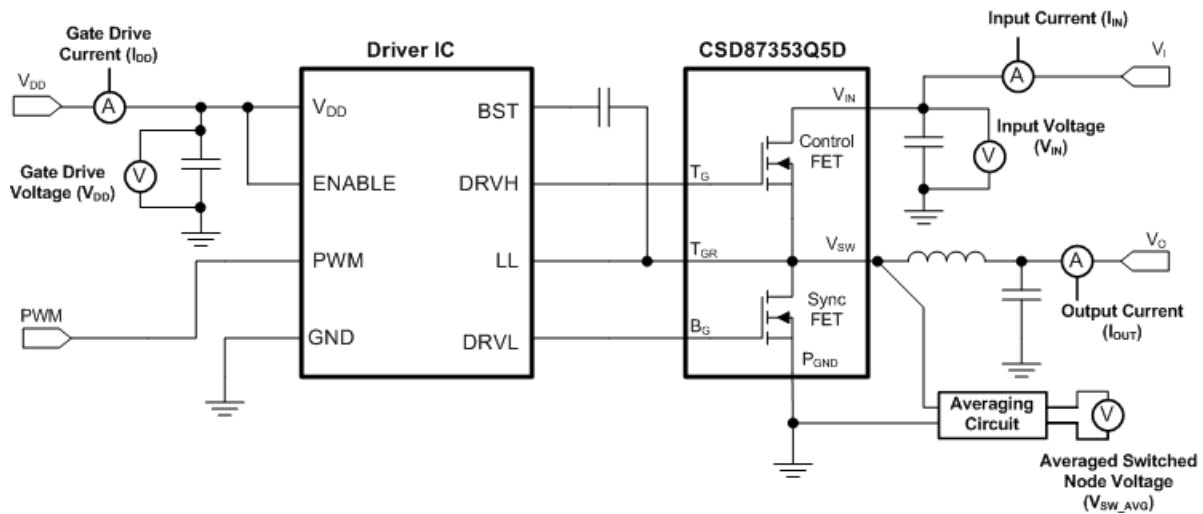 Gate Drive
Current (IDD)
VDD
A
Gate Drive
Voltage (VDD)
V
PWM
Driver IC
VDD
ENABLE
PWM
GND
BST
DRVH
LL
DRVL
CSD87353Q5D
VIN
Control
FET
TG
TGR
VSW
Sync
FET
BG
PGND
Input Current (IIN)
A
VI
Input Voltage
(VIN)
V
VO
A
Output Current
(IOUT)
Averaging
Circuit
V
Averaged Switched
Node Voltage
(VSW_AVG)